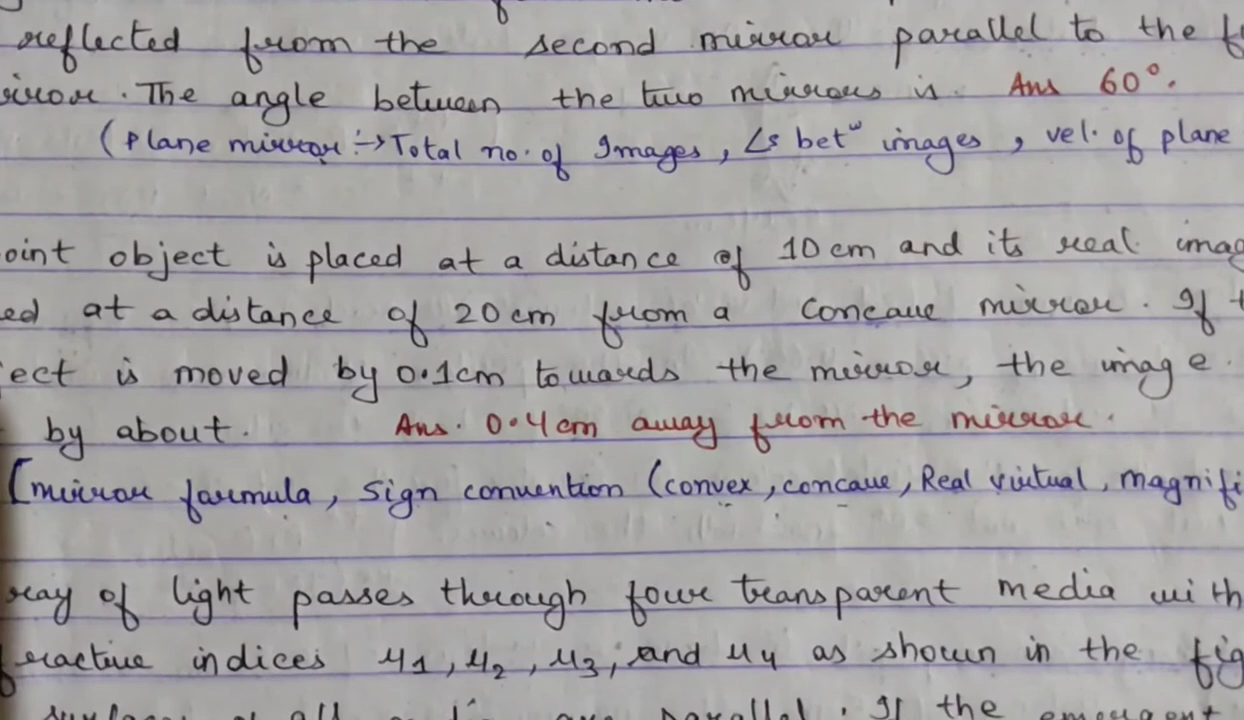 reflected from the second mirror parallel to the
mirror. The angle between the two mirrors is. Ans 60°.
(Plane mirror :→ Total no. of Images, ∠s betʷ images, vel. of plane
oint object is placed at a distance of 10 cm and its real imag
ed at a distance of 20 cm from a concave mirror. If
ect is moved by 0.1cm towards the mirror, the image.
by about. Ans. 0.4 cm away from the mirror.
[mirror formula, Sign convention (convex, concave, Real virtual, magnifi
ray of light passes through four transparent media with
fractive indices μ1, μ2, μ3, and μ4 as shown in the fig
parallel. If the emergent